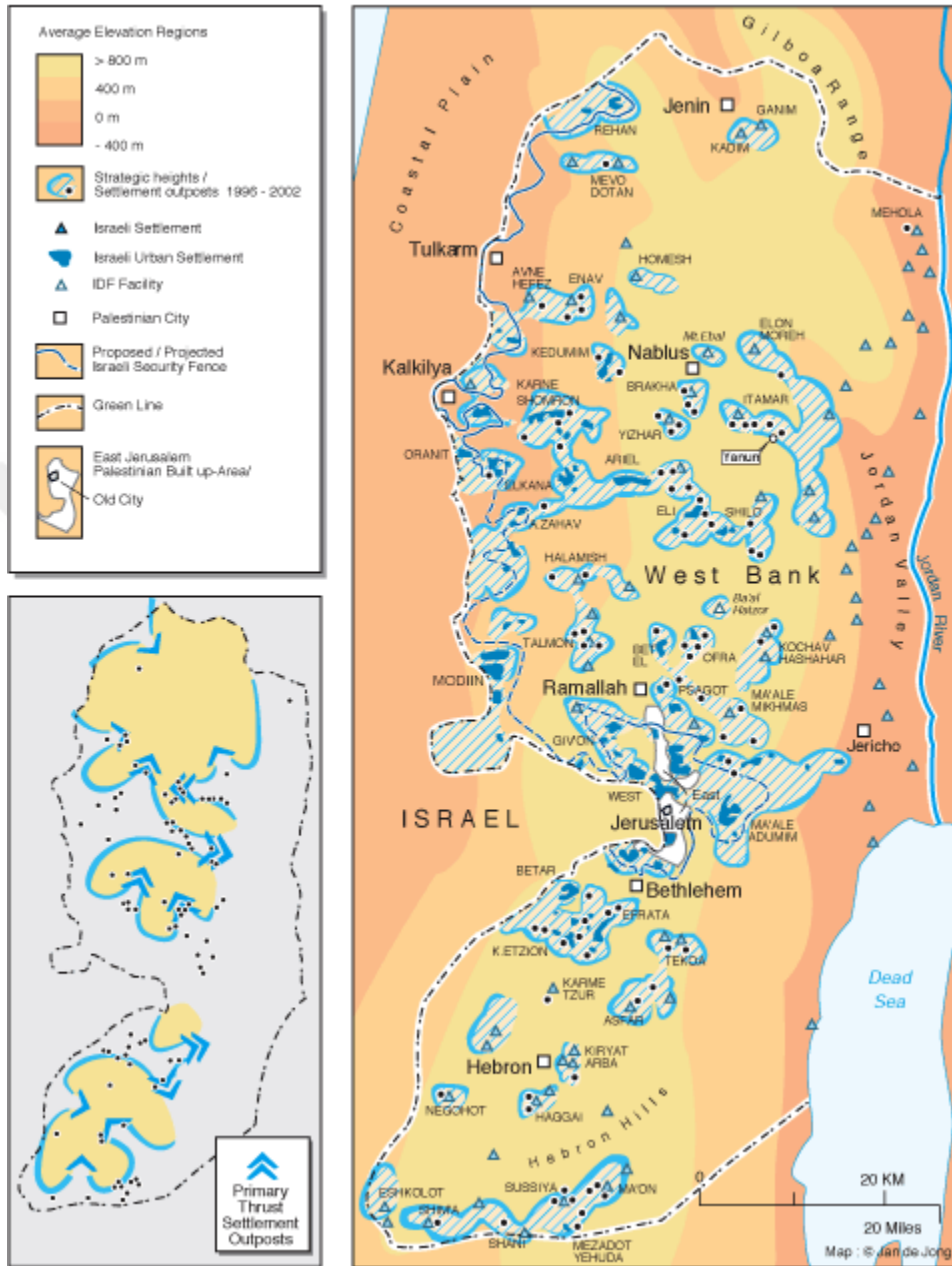 Average Elevation Regions
> 800 m
400 m
0 m
- 400 m
Strategic heights /
Settlement outposts 1996 - 2002
Israeli Settlement
Israeli Urban Settlement
IDF Facility
Palestinian City
Proposed / Projected
Israeli Security Fence
Green Line
East Jerusalem
Palestinian Built up-Area/
Old City
Primary
Thrust
Settlement
Outposts
Coastal Plain
Gilboa Range
Jenin
GANIM
KADIM
REHAN
MEVO
DOTAN
MEHOLA
Tulkarm
AVNE
HEFEZ
ENAV
HOMESH
Mt.Ebal
ELON
MOREH
KEDUMIM
Nablus
Kalkilya
KARNE
SHOMRON
BRAKHA
ITAMAR
YIZHAR
Yanun
ORANIT
ARIEL
ELKANA
A.ZAHAV
ELI
SHILO
Jordan Valley
Jordan River
HALAMISH
West Bank
Ba'al
Hatzor
TALMON
BET
EL
OFRA
KOCHAV
HASHAHAR
MODIIN
Ramallah
PSAGOT
MA'ALE
MIKHMAS
Jericho
GIV'ON
WEST
East
ISRAEL
Jerusalem
MA'ALE
ADUMIM
BETAR
Bethlehem
EFRATA
K.ETZION
TEKOA
Dead
Sea
KARME
TZUR
ASFAR
Hebron
KIRYAT
ARBA
NEGOHOT
HAGGAI
Hebron Hills
ESHKOLOT
SHIMA
SUSSIYA
MA'ON
SHANI
MEZADOT
YEHUDA
0
20 KM
20 Miles
Map : © Jan de Jong